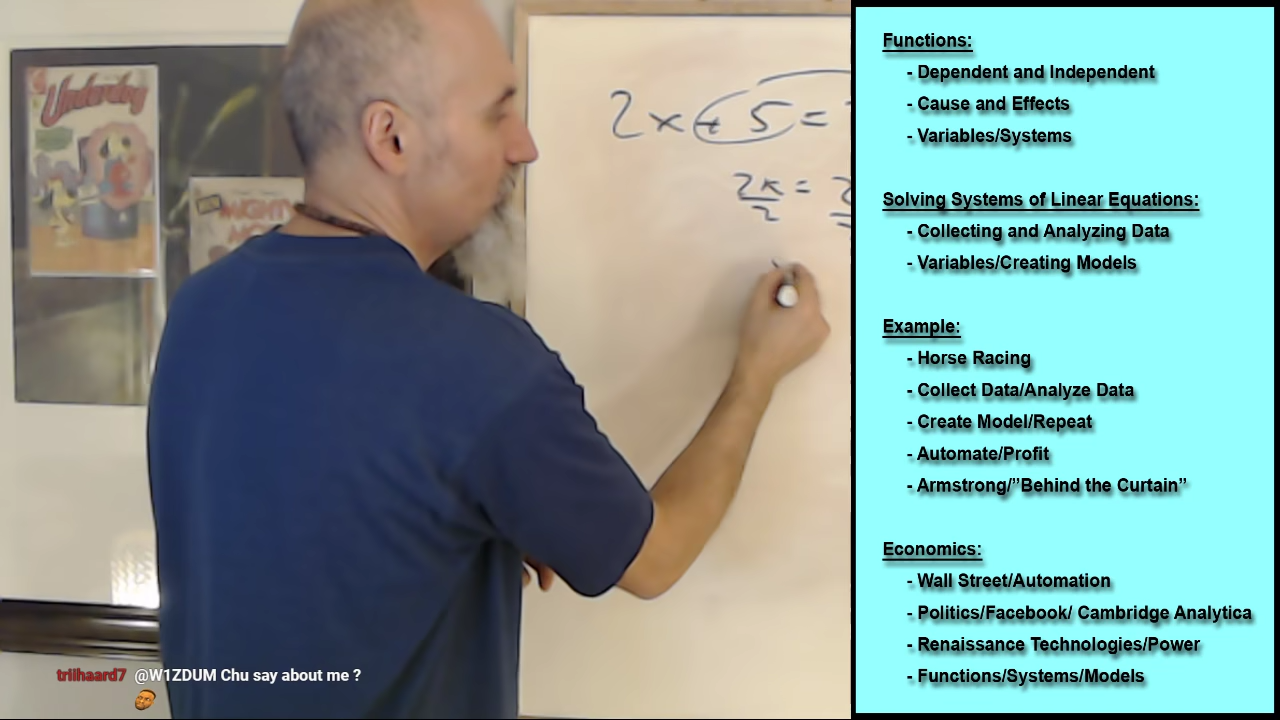 Underdog
MIGHTY
2x + 5 =
2x =
2
Functions:
- Dependent and Independent
- Cause and Effects
- Variables/Systems
Solving Systems of Linear Equations:
- Collecting and Analyzing Data
- Variables/Creating Models
Example:
- Horse Racing
- Collect Data/Analyze Data
- Create Model/Repeat
- Automate/Profit
- Armstrong/”Behind the Curtain”
Economics:
- Wall Street/Automation
- Politics/Facebook/ Cambridge Analytica
- Renaissance Technologies/Power
- Functions/Systems/Models
triihaard7 @W1ZDUM Chu say about me ?